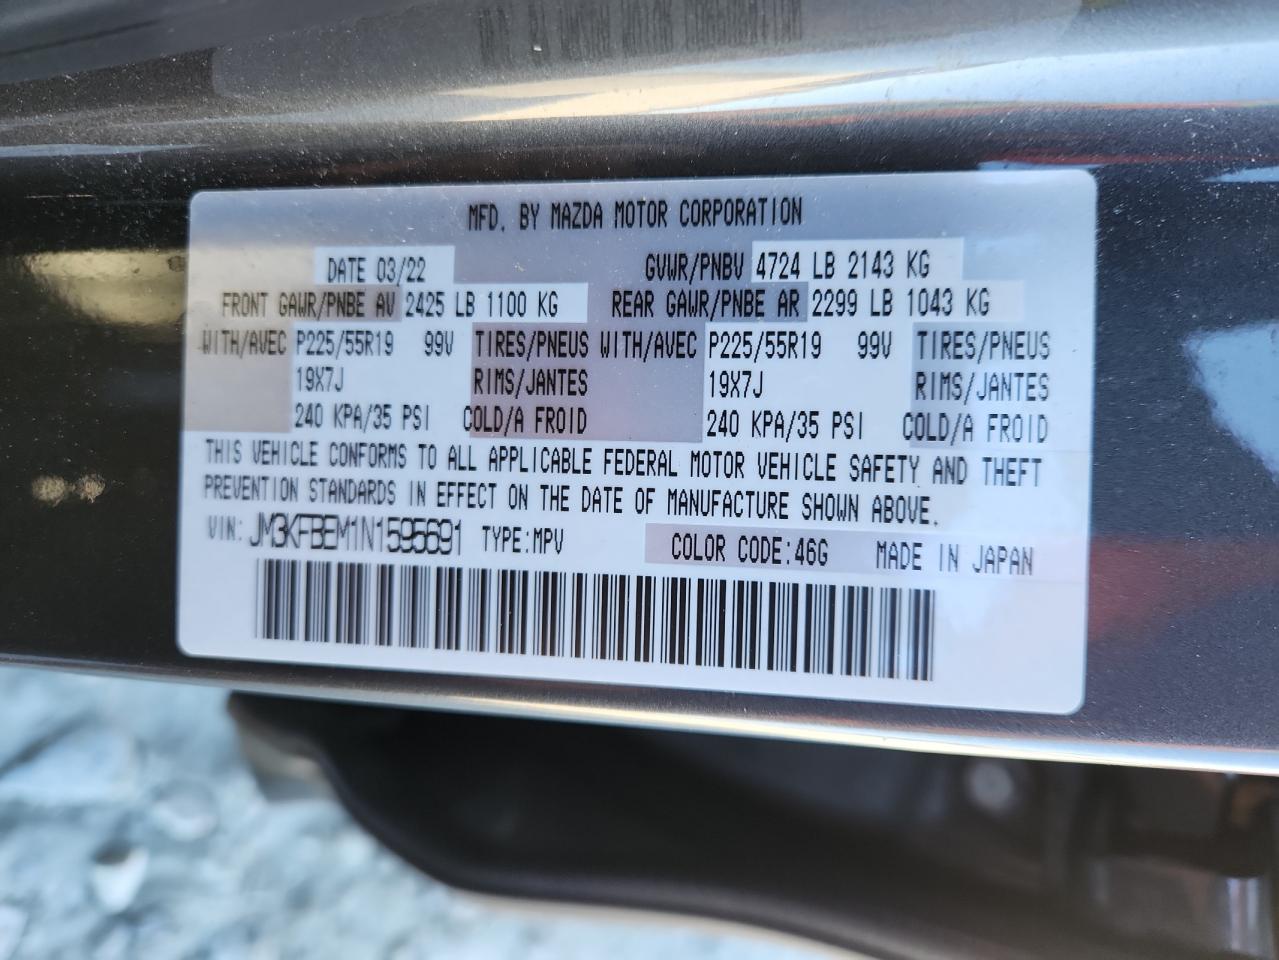 MFD. BY MAZDA MOTOR CORPORATION
DATE 03/22 GVWR/PNBV 4724 LB 2143 KG
FRONT GAWR/PNBE AV 2425 LB 1100 KG REAR GAWR/PNBE AR 2299 LB 1043 KG
WITH/AVEC P225/55R19 99V TIRES/PNEUS WITH/AVEC P225/55R19 99V TIRES/PNEUS
19X7J RIMS/JANTES 19X7J RIMS/JANTES
240 KPA/35 PSI COLD/A FROID 240 KPA/35 PSI COLD/A FROID
THIS VEHICLE CONFORMS TO ALL APPLICABLE FEDERAL MOTOR VEHICLE SAFETY AND THEFT
PREVENTION STANDARDS IN EFFECT ON THE DATE OF MANUFACTURE SHOWN ABOVE.
VIN: JM3KFBEM1N1595691 TYPE:MPV COLOR CODE:46G MADE IN JAPAN